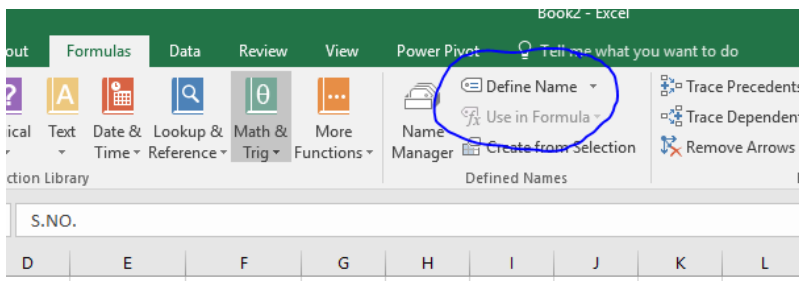 Book2 - Excel
out Formulas Data Review View Power Pivot Tell me what you want to do
? A θ ...
ical Text Date & Time Lookup & Reference Math & Trig More Functions
Name Manager
Define Name
fx Use in Formula
Create from Selection
Trace Precedents
Trace Dependent
Remove Arrows
ction Library Defined Names
S.NO.
D E F G H I J K L